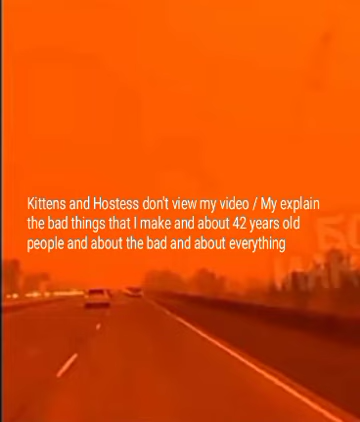 Kittens and Hostess don't view my video / My explain
the bad things that I make and about 42 years old
people and about the bad and about everything